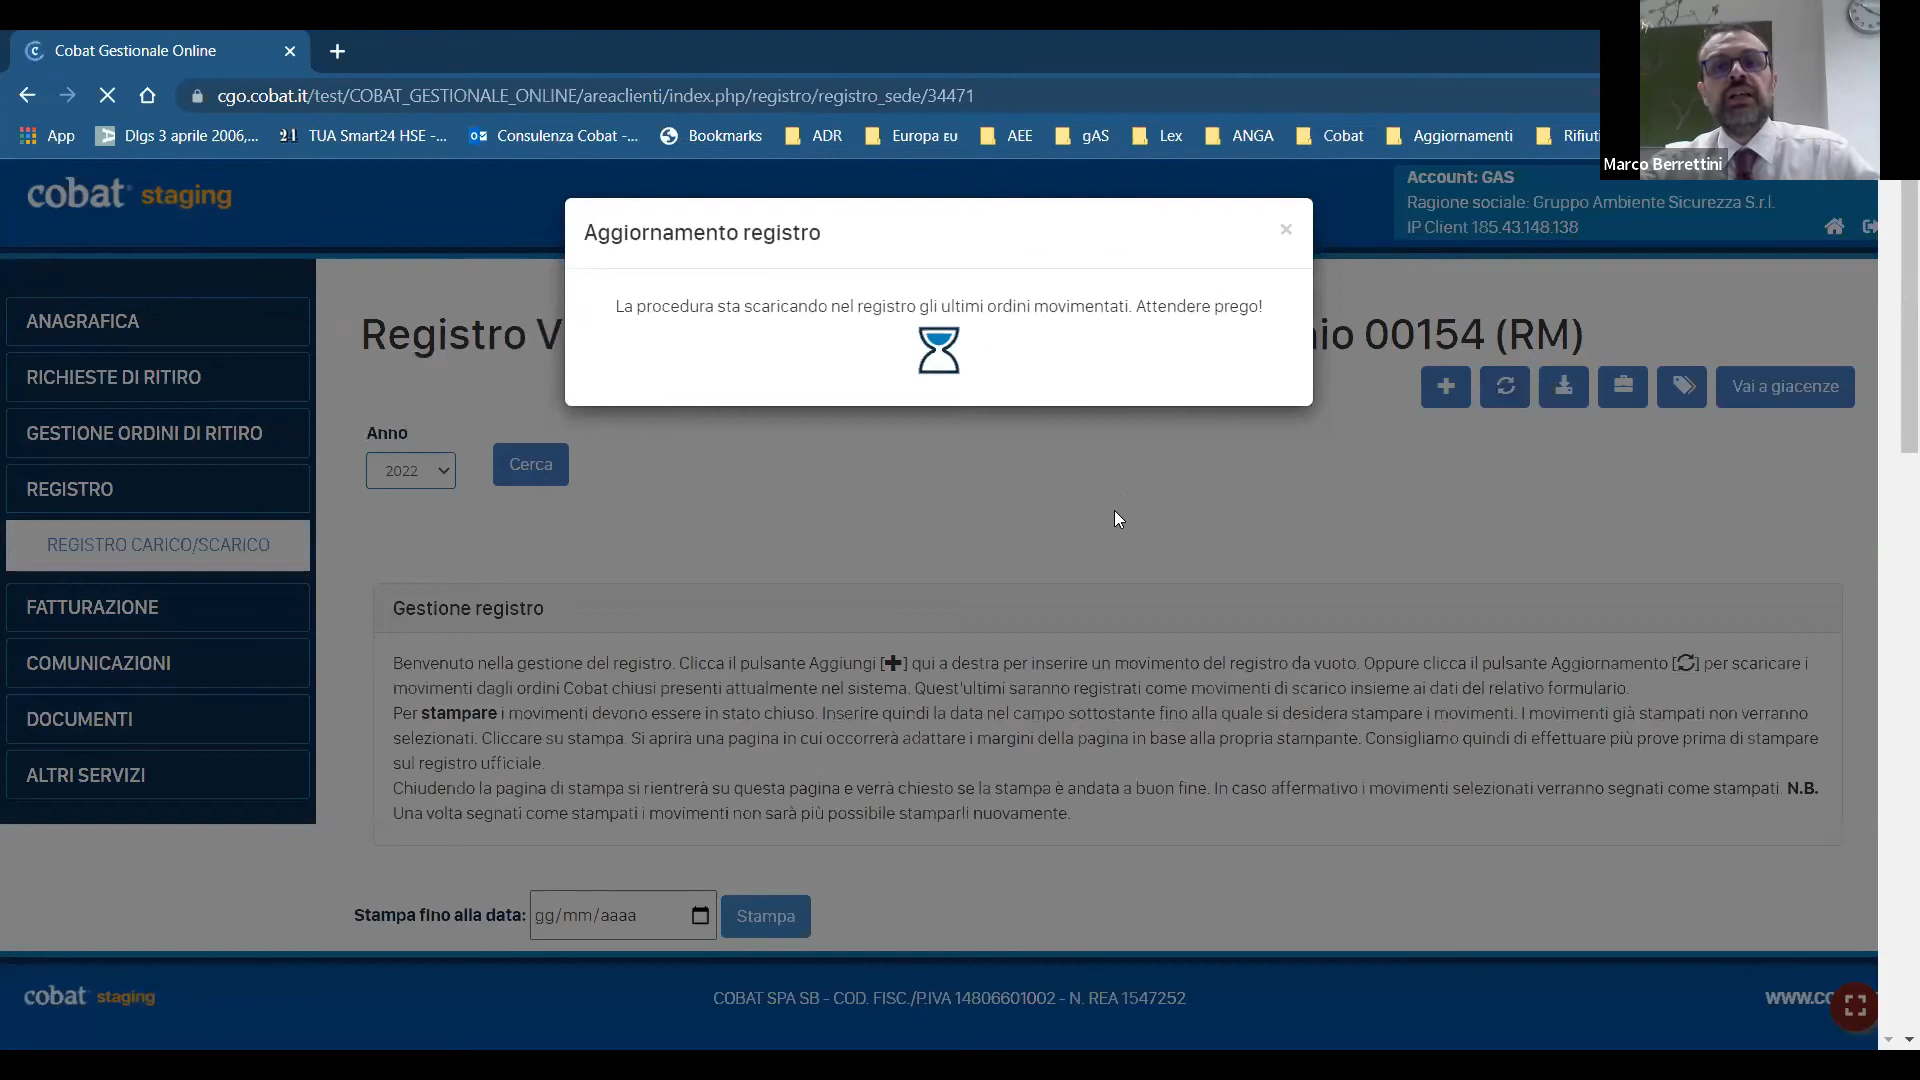 Cobat Gestionale Online
cgo.cobat.it/test/COBAT_GESTIONALE_ONLINE/areaclienti/index.php/registro/registro_sede/34471
App
Dlgs 3 aprile 2006,...
TUA Smart24 HSE -...
Consulenza Cobat -...
Bookmarks
ADR
Europa EU
AEE
gAS
Lex
ANGA
Cobat
Aggiornamenti
Rifiuti
Marco Berrettini
cobat staging
Account: GAS
Ragione sociale: Gruppo Ambiente Sicurezza S.r.l.
IP Client 185.43.148.138
Aggiornamento registro
La procedura sta scaricando nel registro gli ultimi ordini movimentati. Attendere prego!
ANAGRAFICA
RICHIESTE DI RITIRO
GESTIONE ORDINI DI RITIRO
REGISTRO
REGISTRO CARICO/SCARICO
FATTURAZIONE
COMUNICAZIONI
DOCUMENTI
ALTRI SERVIZI
Registro 00154 (RM)
Vai a giacenze
Anno
2022
Cerca
Gestione registro
Benvenuto nella gestione del registro. Clicca il pulsante Aggiungi [+] qui a destra per inserire un movimento del registro da vuoto. Oppure clicca il pulsante Aggiornamento [] per scaricare i
movimenti dagli ordini Cobat chiusi presenti attualmente nel sistema. Quest'ultimi saranno registrati come movimenti di scarico insieme ai dati del relativo formulario.
Per stampare i movimenti devono essere in stato chiuso. Inserire quindi la data nel campo sottostante fino alla quale si desidera stampare i movimenti. I movimenti già stampati non verranno
selezionati. Cliccare su stampa. Si aprirà una pagina in cui occorrerà adattare i margini della pagina in base alla propria stampante. Consigliamo quindi di effettuare più prove prima di stampare
sul registro ufficiale.
Chiudendo la pagina di stampa si rientrerà su questa pagina e verrà chiesto se la stampa è andata a buon fine. In caso affermativo i movimenti selezionati verranno segnati come stampati. N.B.
Una volta segnati come stampati i movimenti non sarà più possibile stamparli nuovamente.
Stampa fino alla data: gg/mm/aaaa
Stampa
cobat staging
COBAT SPA SB - COD. FISC./P.IVA 14806601002 - N. REA 1547252